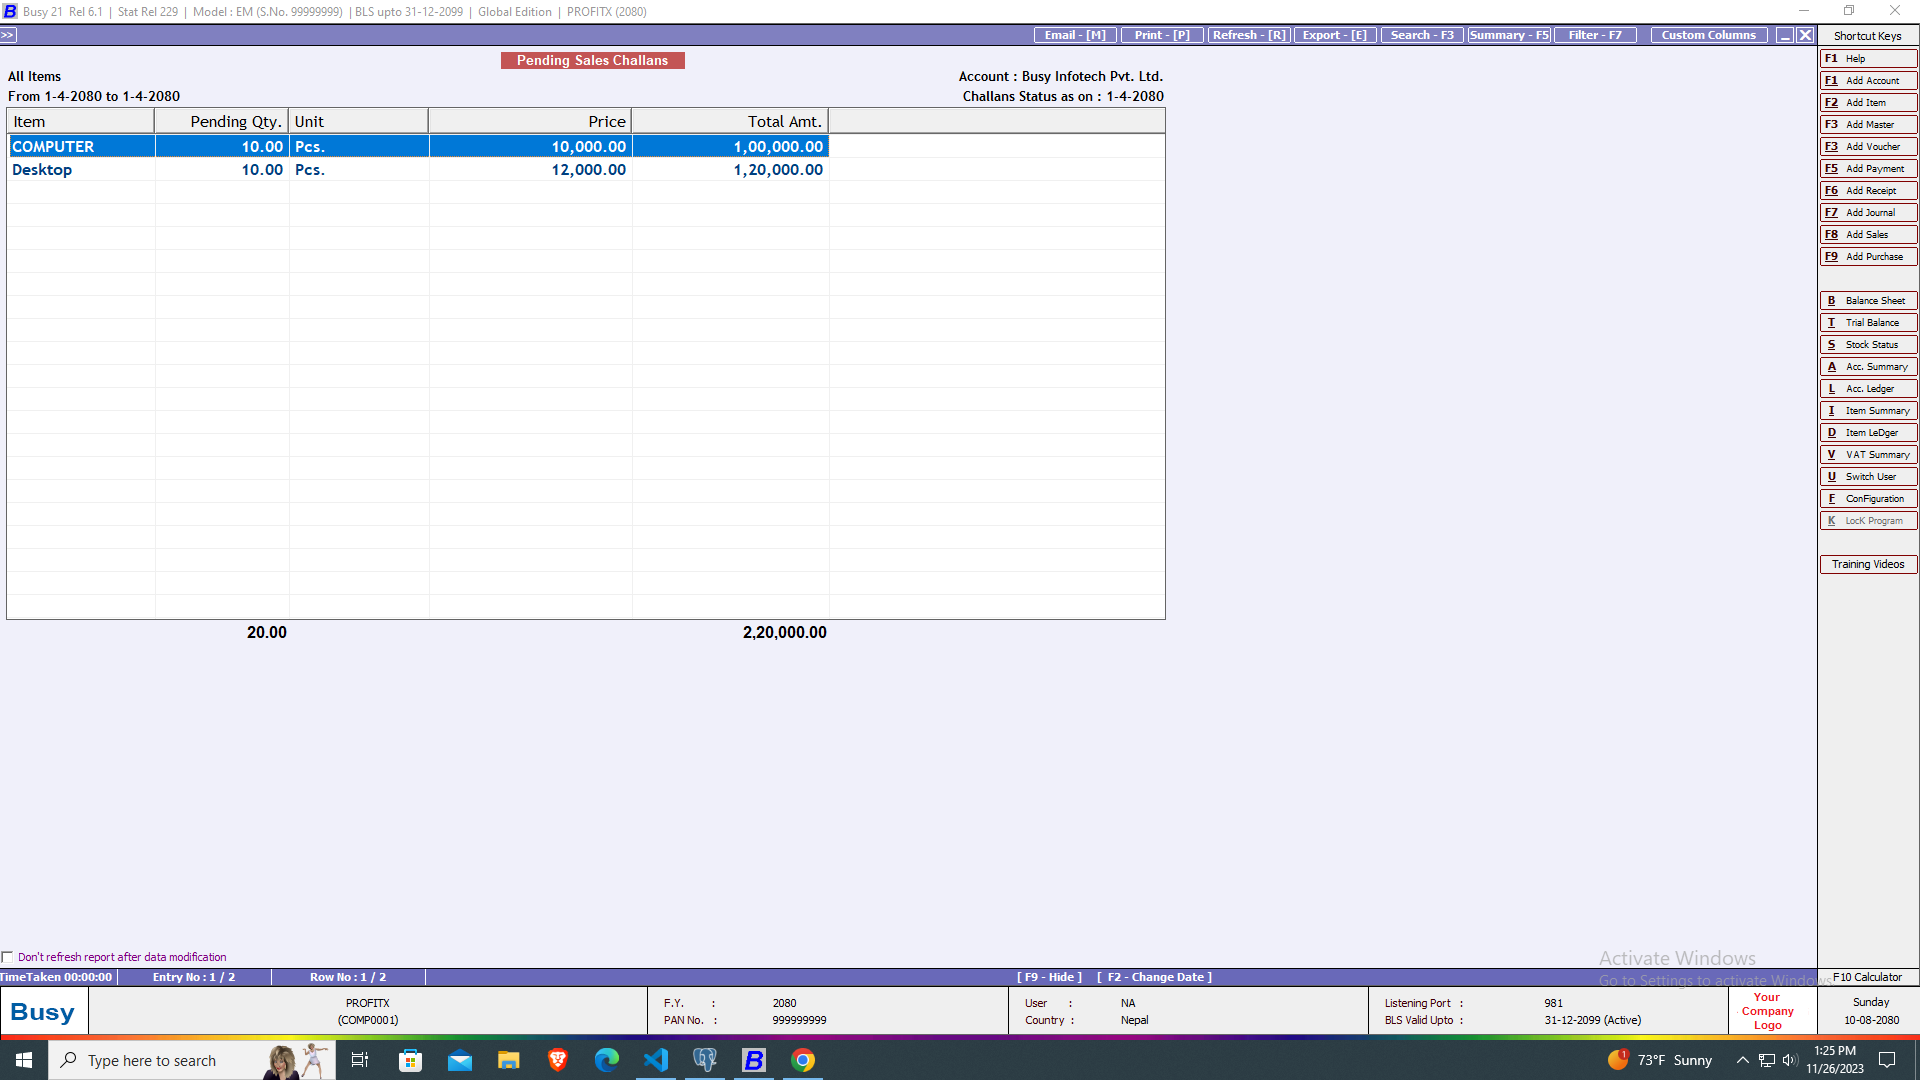 Busy 21 Rel 6.1 | Stat Rel 229 | Model : EM (S.No. 99999999) | BLS upto 31-12-2099 | Global Edition | PROFITX (2080)
>> Email - [M] Print - [P] Refresh - [R] Export - [E] Search - F3 Summary - F5 Filter - F7 Custom Columns
Shortcut Keys
Pending Sales Challans
All Items
Account : Busy Infotech Pvt. Ltd.
From 1-4-2080 to 1-4-2080
Challans Status as on : 1-4-2080
Item Pending Qty. Unit Price Total Amt.
COMPUTER 10.00 Pcs. 10,000.00 1,00,000.00
Desktop 10.00 Pcs. 12,000.00 1,20,000.00
20.00 2,20,000.00
F1 Help
F1 Add Account
F2 Add Item
F3 Add Master
F3 Add Voucher
F5 Add Payment
F6 Add Receipt
F7 Add Journal
F8 Add Sales
F9 Add Purchase
B Balance Sheet
T Trial Balance
S Stock Status
A Acc. Summary
L Acc. Ledger
I Item Summary
D Item LeDger
V VAT Summary
U Switch User
F ConFiguration
K LocK Program
Training Videos
Don't refresh report after data modification
Activate Windows
Go to Settings to activate Windows.
TimeTaken 00:00:00 Entry No : 1 / 2 Row No : 1 / 2 [ F9 - Hide ] [ F2 - Change Date ]
F10 Calculator
Busy
PROFITX
(COMP0001)
F.Y. : 2080
PAN No. : 999999999
User : NA
Country : Nepal
Listening Port : 981
BLS Valid Upto : 31-12-2099 (Active)
Your
Company
Logo
Sunday
10-08-2080
Type here to search
B
1
73°F Sunny
1:25 PM
11/26/2023